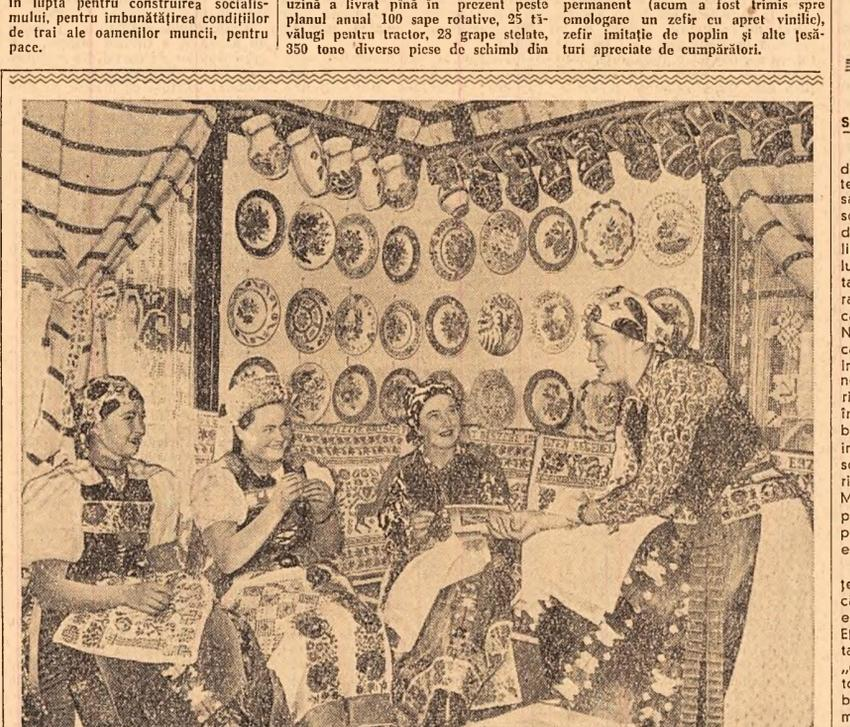 în lupta pentru construirea socialis-
mului, pentru îmbunătățirea condițiilor
de trai ale oamenilor muncii, pentru
pace.
uzină a livrat pînă în prezent peste
planul anual 100 sape rotative, 25 tă-
vălugi pentru tractor, 28 grape stelate,
350 tone diverse piese de schimb din
permanent (acum a fost trimis spre
omologare un zefir cu apret vinilic),
zefir imitație de poplin și alte țesă-
turi apreciate de cumpărători.